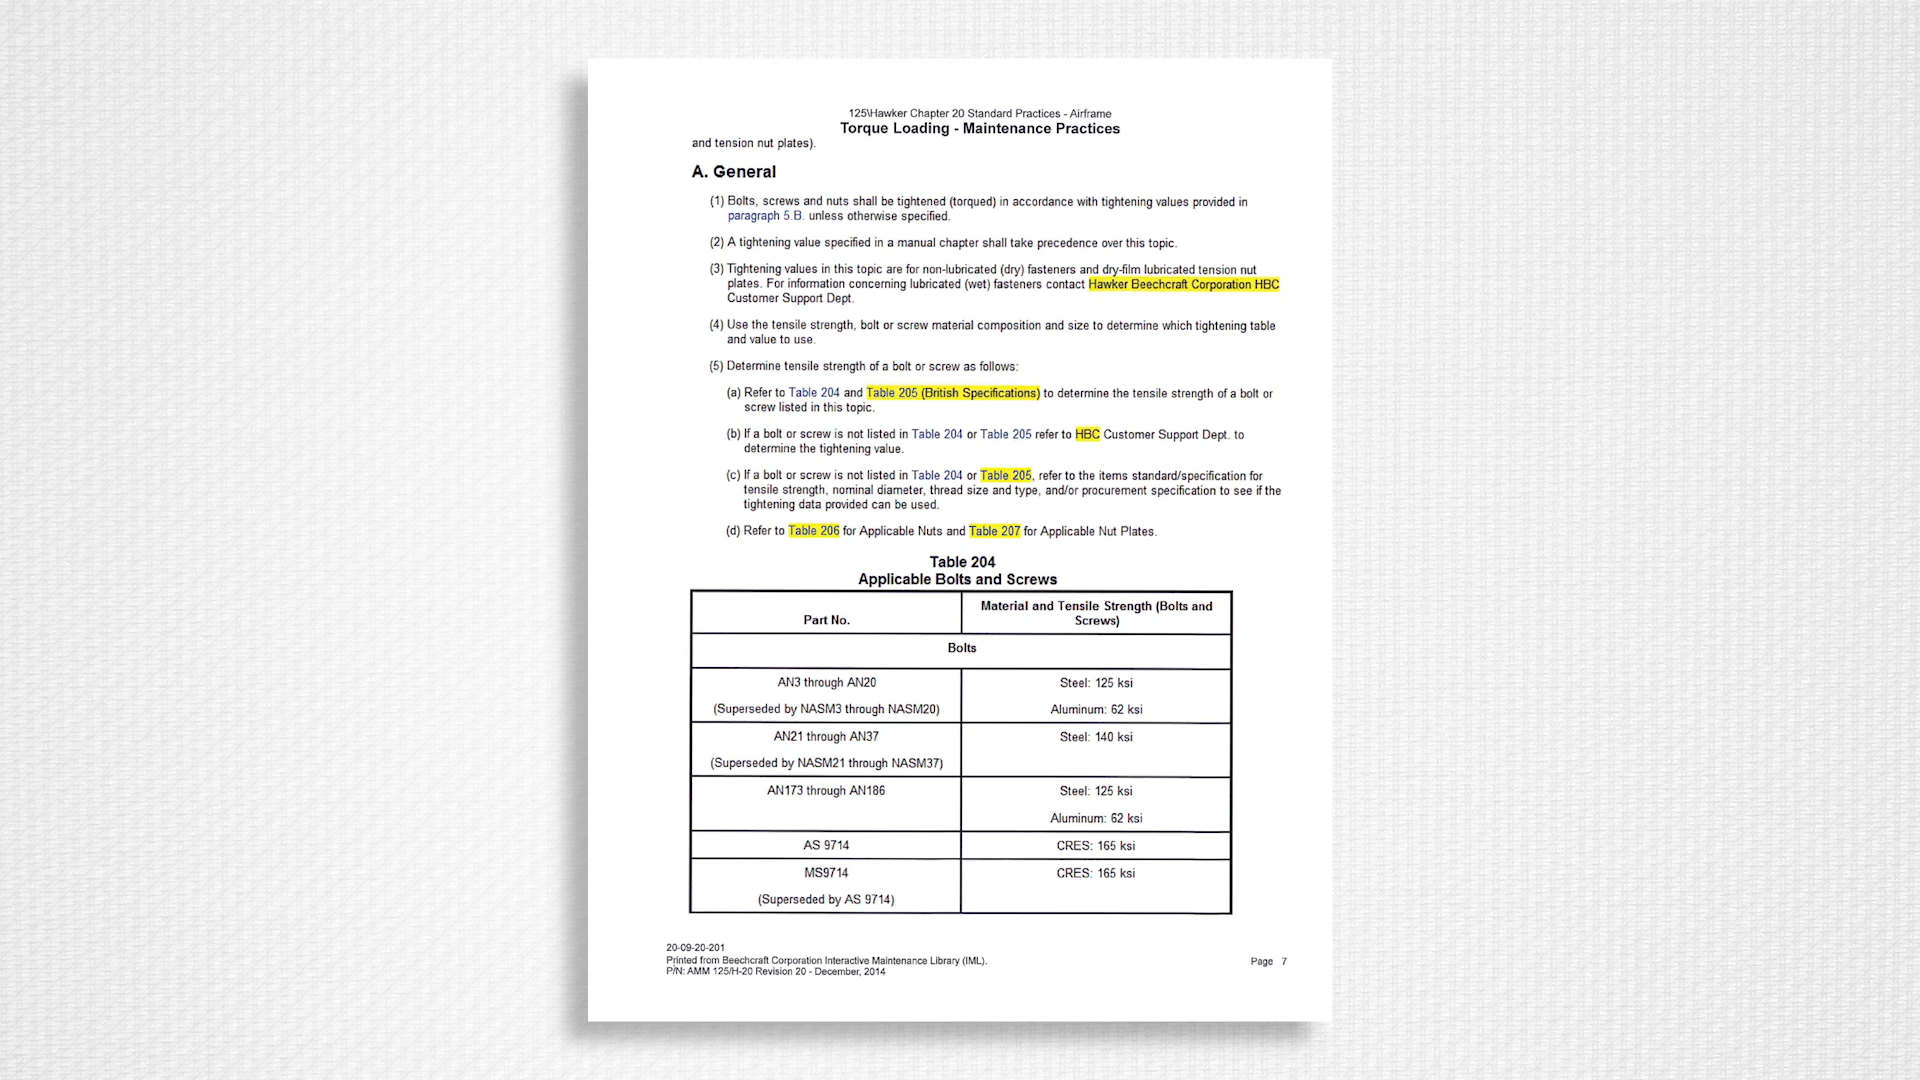 125\Hawker Chapter 20 Standard Practices - Airframe
Torque Loading - Maintenance Practices
and tension nut plates).
A. General
(1) Bolts, screws and nuts shall be tightened (torqued) in accordance with tightening values provided in
paragraph 5.B. unless otherwise specified.
(2) A tightening value specified in a manual chapter shall take precedence over this topic.
(3) Tightening values in this topic are for non-lubricated (dry) fasteners and dry-film lubricated tension nut
plates. For information concerning lubricated (wet) fasteners contact Hawker Beechcraft Corporation HBC
Customer Support Dept.
(4) Use the tensile strength, bolt or screw material composition and size to determine which tightening table
and value to use.
(5) Determine tensile strength of a bolt or screw as follows:
(a) Refer to Table 204 and Table 205 (British Specifications) to determine the tensile strength of a bolt or
screw listed in this topic.
(b) If a bolt or screw is not listed in Table 204 or Table 205 refer to HBC Customer Support Dept. to
determine the tightening value.
(c) If a bolt or screw is not listed in Table 204 or Table 205, refer to the items standard/specification for
tensile strength, nominal diameter, thread size and type, and/or procurement specification to see if the
tightening data provided can be used.
(d) Refer to Table 206 for Applicable Nuts and Table 207 for Applicable Nut Plates.
Table 204
Applicable Bolts and Screws
Part No.
Material and Tensile Strength (Bolts and
Screws)
Bolts
AN3 through AN20
Steel: 125 ksi
(Superseded by NASM3 through NASM20)
Aluminum: 62 ksi
AN21 through AN37
Steel: 140 ksi
(Superseded by NASM21 through NASM37)
AN173 through AN186
Steel: 125 ksi
Aluminum: 62 ksi
AS 9714
CRES: 165 ksi
MS9714
CRES: 165 ksi
(Superseded by AS 9714)
20-09-20-201
Printed from Beechcraft Corporation Interactive Maintenance Library (IML).
Page 7
P/N: AMM 125/H-20 Revision 20 - December, 2014